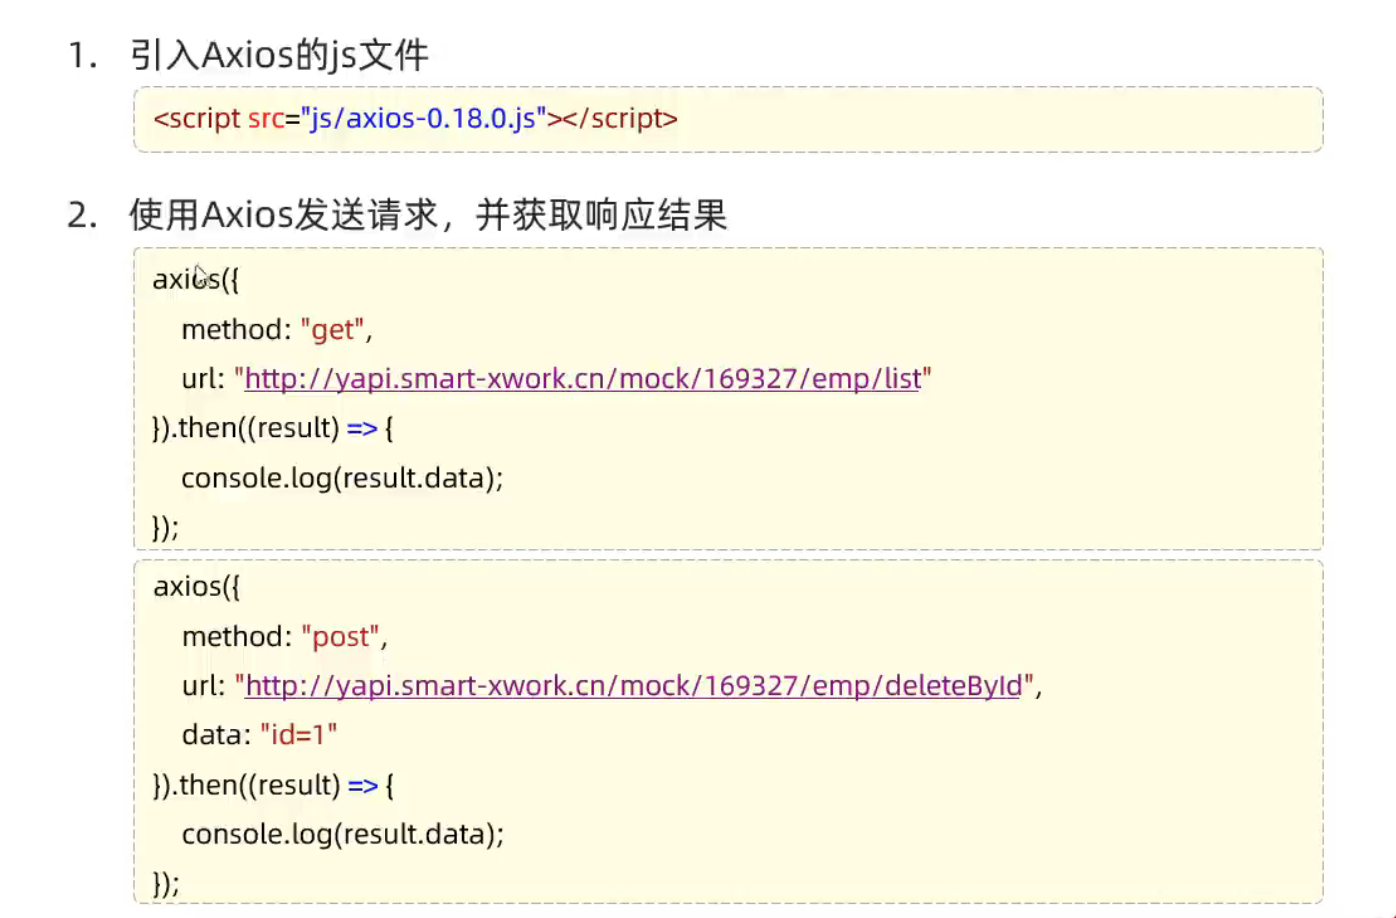 1. 引入Axios的js文件
<script src="js/axios-0.18.0.js"></script>
2. 使用Axios发送请求，并获取响应结果
axios({
method: "get",
url: "http://yapi.smart-xwork.cn/mock/169327/emp/list"
}).then((result) => {
console.log(result.data);
});
axios({
method: "post",
url: "http://yapi.smart-xwork.cn/mock/169327/emp/deleteById",
data: "id=1"
}).then((result) => {
console.log(result.data);
});